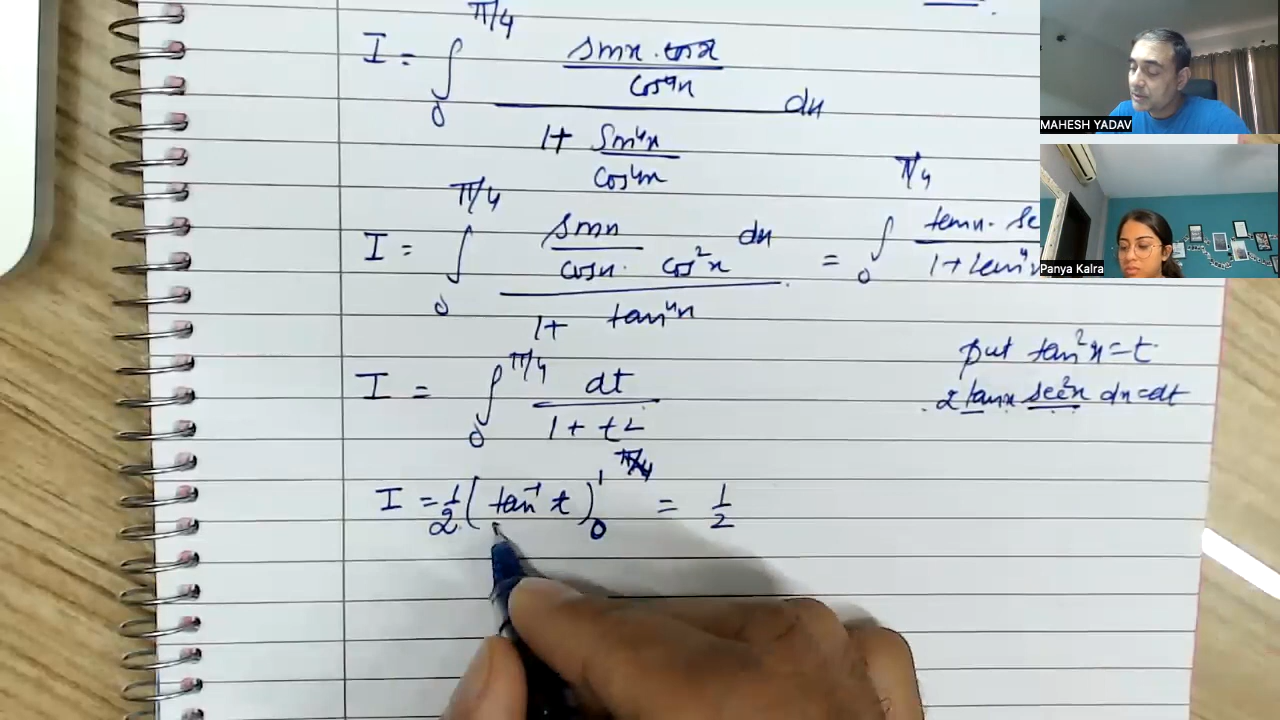 π/4
I = ∫ sinx . cosx / cos⁴x dx
0
1 + sin⁴x / cos⁴x
π/4 π/4
I = ∫ sinx / cosx . cos²x dx = ∫ tanx . se
0 1 + tan⁴x 0 1 + tan⁴x
put tan²x = t
2 tanx sec²x dx = dt
I = ∫ π/4 dt
0 1 + t²
I = 1/2 ( tan⁻¹ t ) 1 0 = 1/2
MAHESH YADAV
Panya Kalra